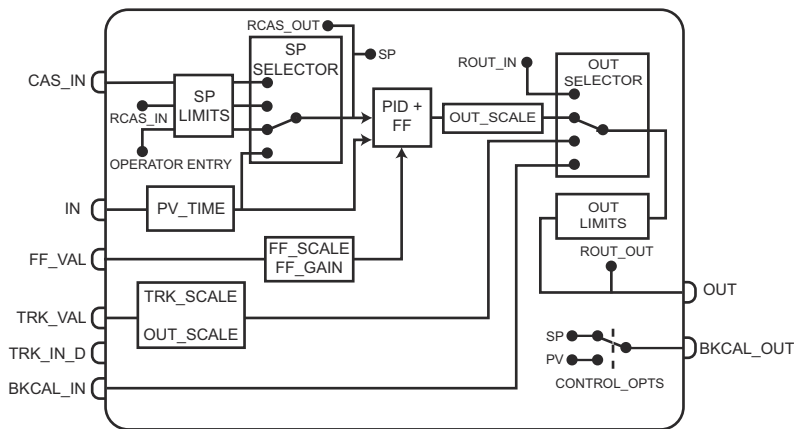 RCAS_OUT
SP
SP
SELECTOR
ROUT_IN
OUT
SELECTOR
CAS_IN
SP
LIMITS
RCAS_IN
OPERATOR ENTRY
PID +
FF
OUT_SCALE
IN
PV_TIME
OUT
LIMITS
FF_VAL
FF_SCALE
FF_GAIN
ROUT_OUT
TRK_SCALE
OUT_SCALE
OUT
TRK_VAL
TRK_IN_D
SP
PV
BKCAL_OUT
CONTROL_OPTS
BKCAL_IN